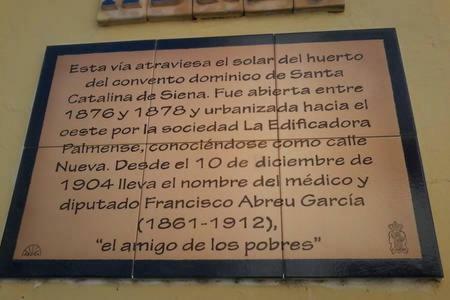 Esta vía atraviesa el solar del huerto
del convento dominico de Santa
Catalina de Siena. Fue abierta entre
1876 y 1878 y urbanizada hacia el
oeste por la sociedad La Edificadora
Palmense, conociéndose como calle
Nueva. Desde el 10 de diciembre de
1904 lleva el nombre del médico y
diputado Francisco Abreu García
(1861-1912),
"el amigo de los pobres"